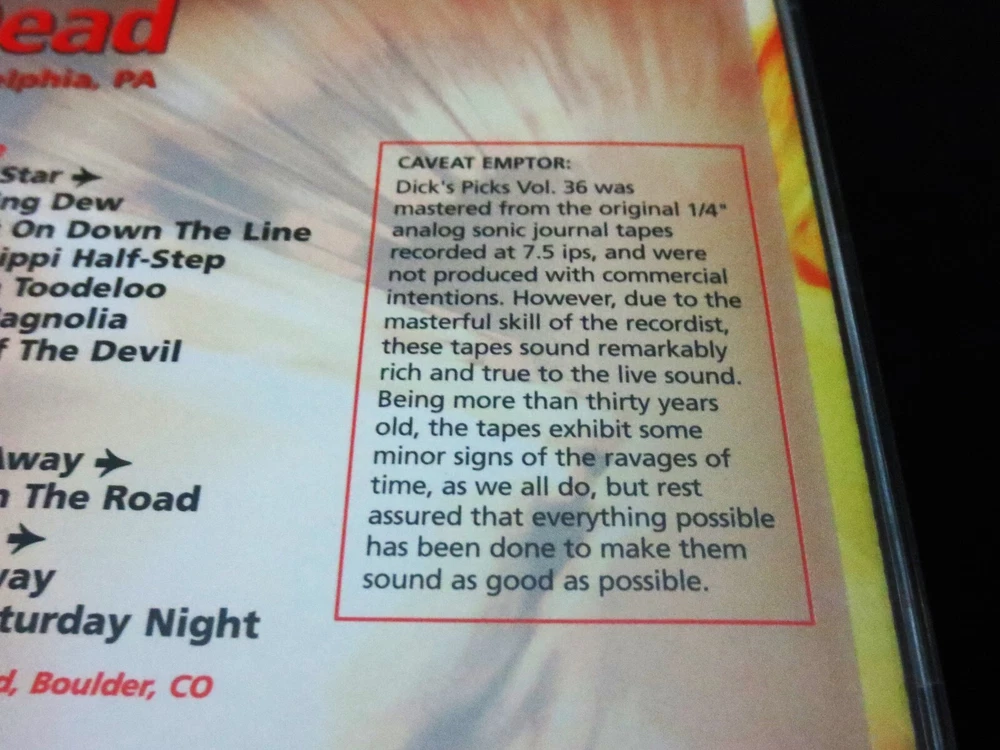 ead
elphia, PA
Star →
ng Dew
On Down The Line
ippi Half-Step
Toodeloo
agnolia
f The Devil
way →
n The Road
→
ay
turday Night
d, Boulder, CO
CAVEAT EMPTOR:
Dick's Picks Vol. 36 was
mastered from the original 1/4"
analog sonic journal tapes
recorded at 7.5 ips, and were
not produced with commercial
intentions. However, due to the
masterful skill of the recordist,
these tapes sound remarkably
rich and true to the live sound.
Being more than thirty years
old, the tapes exhibit some
minor signs of the ravages of
time, as we all do, but rest
assured that everything possible
has been done to make them
sound as good as possible.